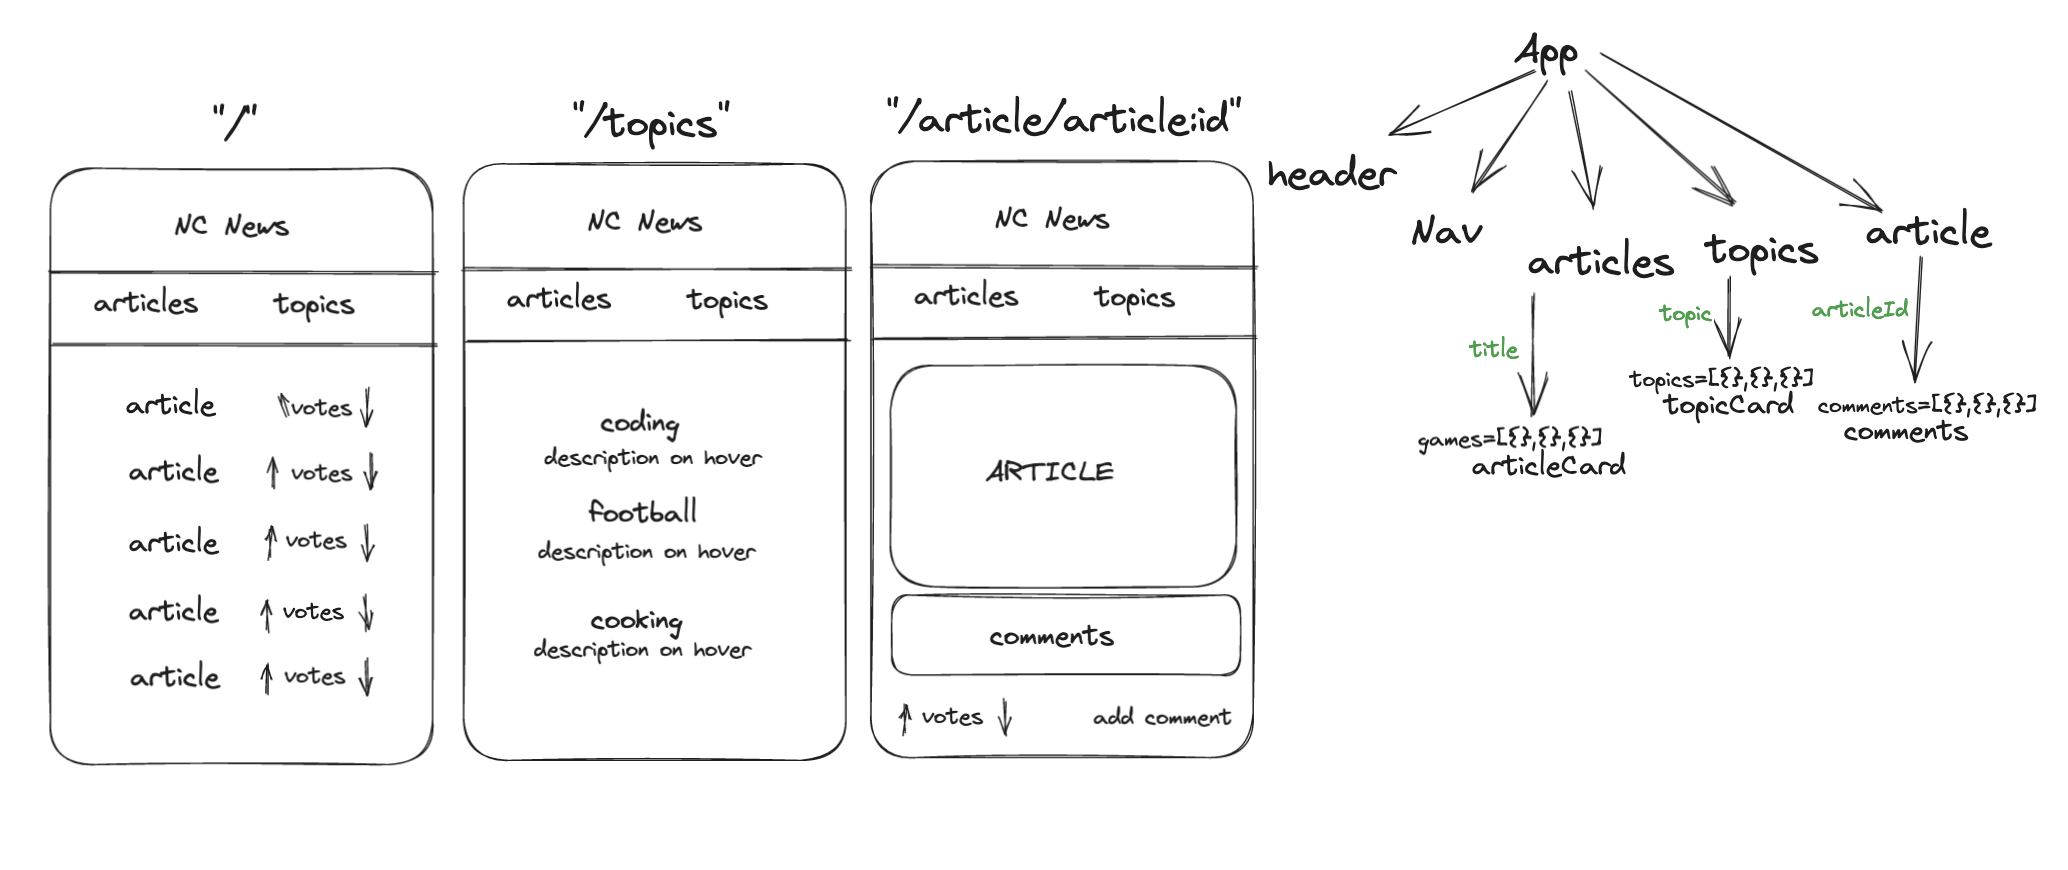 "/"
NC News
articles topics
article votes
article votes
article votes
article votes
article votes
"/topics"
NC News
articles topics
coding
description on hover
football
description on hover
cooking
description on hover
"/article/article:id"
NC News
articles topics
ARTICLE
comments
votes add comment
App
header
Nav
articles
topics
article
title
topic
articleId
games=[{},{},{}]
articleCard
topics=[{},{},{}]
topicCard
comments=[{},{},{}]
comments